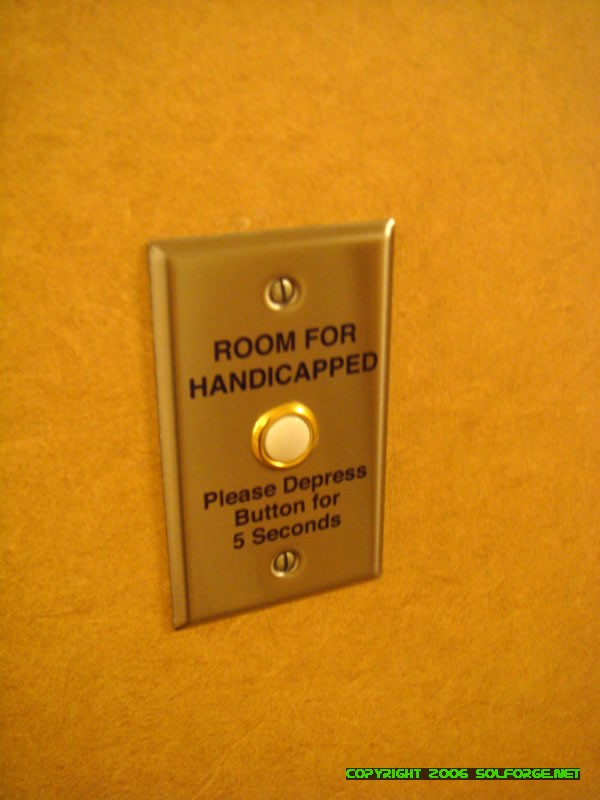 ROOM FOR
HANDICAPPED
Please Depress
Button for
5 Seconds
COPYRIGHT 2006 SOLFORGE.NET